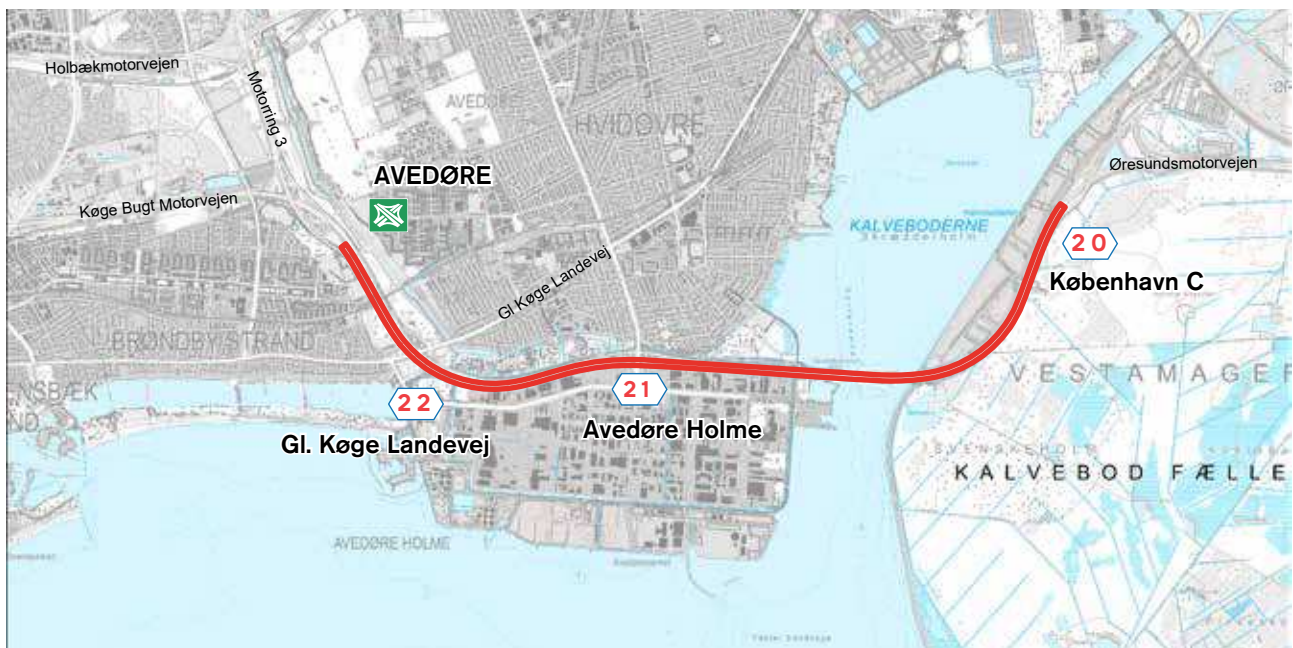 Holbækmotorvejen
Motorring 3
AVEDØRE
HVIDOVRE
AVEDØRE
Øresundsmotorvejen
Køge Bugt Motorvejen
KALVEBODERNE
20
København C
Gl Køge Landevej
BRØNDBY STRAND
VESTAMAGER
22
21
Avedøre Holme
Gl. Køge Landevej
KALVEBOD FÆLLE
AVEDØRE HOLME